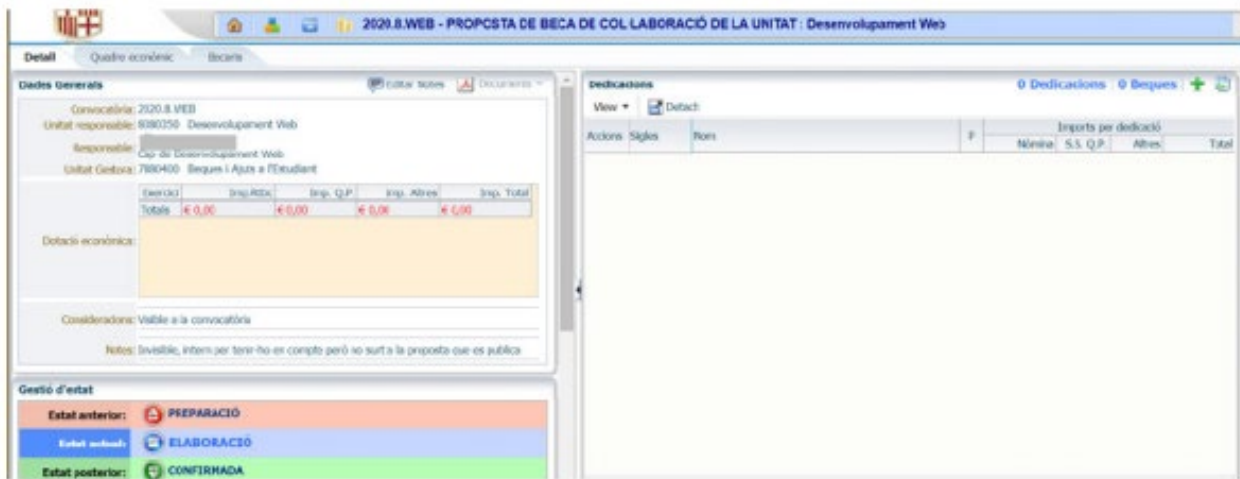 2020.8.WEB - PROPOSTA DE BECA DE COL LABORACIÓ DE LA UNITAT : Desenvolupament Web
Detall Quadre econòmic Becaris
Dades Generals Editar Notes Documents
Convocatòria: 2020.8.WEB
Unitat responsable: Desenvolupament Web
Responsable:
Cap de Desenvolupament Web
Unitat Gestora: 7880400 Beques i Ajuts a l'Estudiant
Exercici Imp. Q.P Imp. Altres Imp. Total
Totals € 0,00 € 0,00 € 0,00 € 0,00
Dotació econòmica:
Consideracions: Visible a la convocatòria
Notes: Invisible, intern per tenir-ho en compte però no surt a la proposta que es publica
Gestió d'estat
Estat anterior: PREPARACIÓ
Estat actual: ELABORACIÓ
Estat posterior: CONFIRMADA
Dedicacions 0 Dedicacions 0 Beques
View Detach
Accions Sigles Nom P Imports per dedicació
Nòmina S.S. Q.P. Altres Total